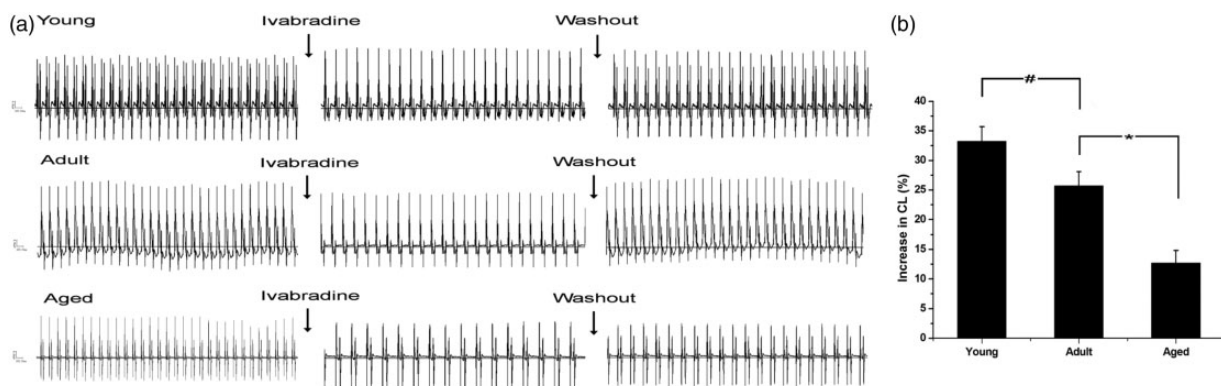 (a)
Young Ivabradine Washout
Adult Ivabradine Washout
Aged Ivabradine Washout
(b)
#
*
Increase in CL (%)
40
35
30
25
20
15
10
5
0
Young Adult Aged